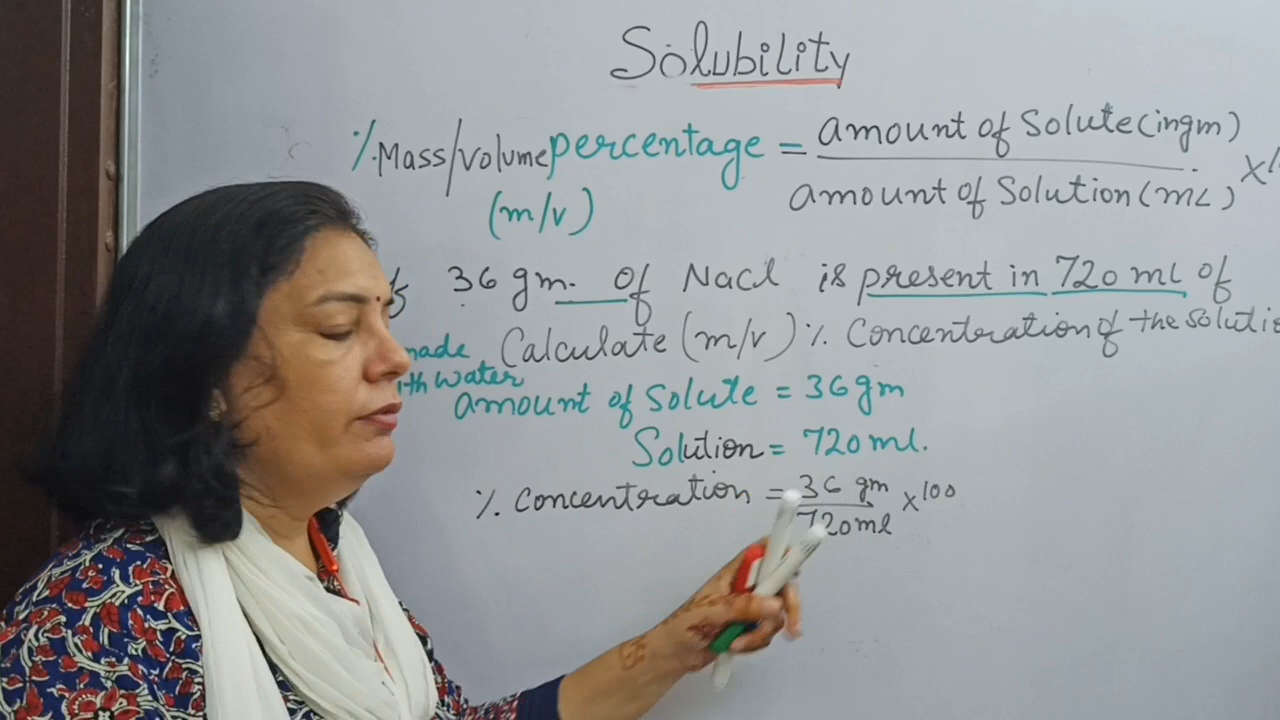 Solubility
% Mass/volume percentage = amount of Solute (in gm)
amount of Solution (mL)
(m/v)
36 gm. of NaCl is present in 720 ml of
made Calculate (m/v) % Concentration of the
Water
amount of Solute = 36 gm
Solution = 720 ml.
% Concentration = 36 gm x 100
720 ml